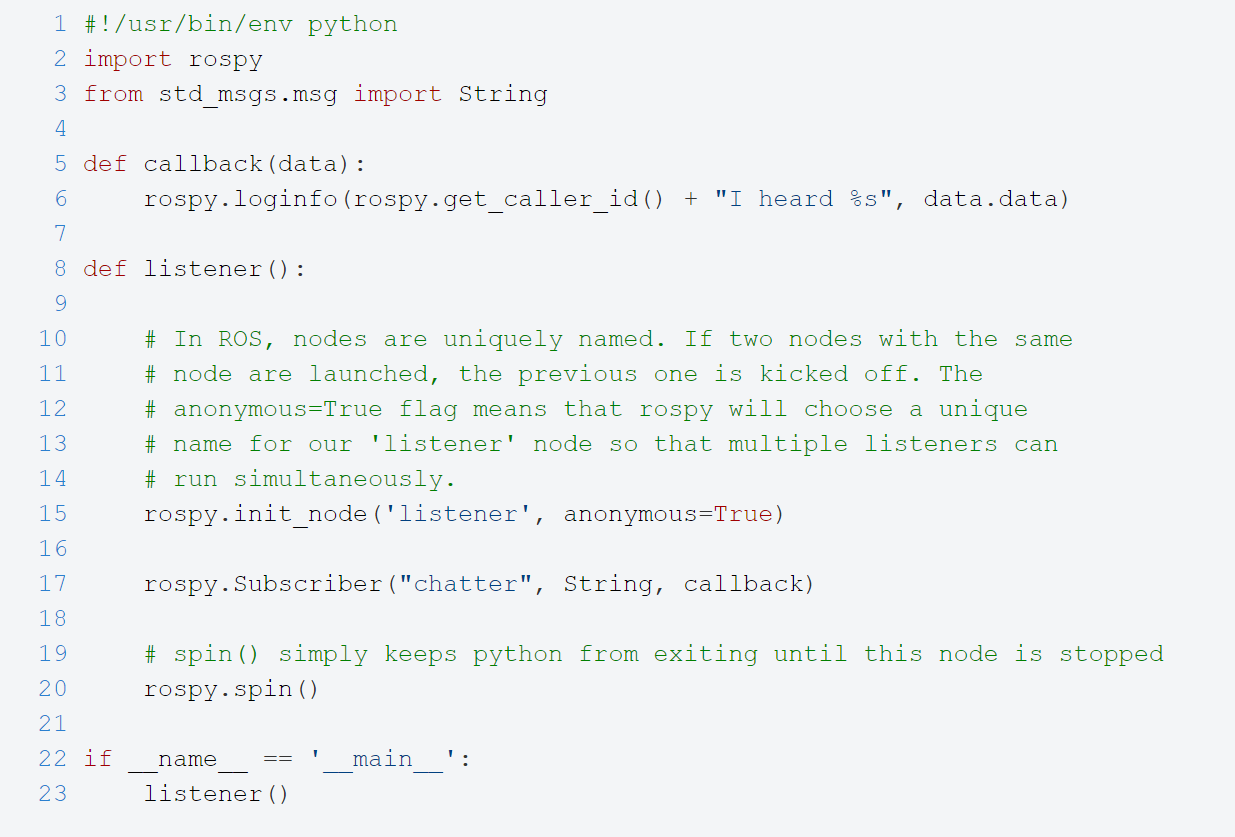 1 #!/usr/bin/env python
2 import rospy
3 from std_msgs.msg import String
4
5 def callback(data):
6     rospy.loginfo(rospy.get_caller_id() + "I heard %s", data.data)
7
8 def listener():
9
10     # In ROS, nodes are uniquely named. If two nodes with the same
11     # node are launched, the previous one is kicked off. The
12     # anonymous=True flag means that rospy will choose a unique
13     # name for our 'listener' node so that multiple listeners can
14     # run simultaneously.
15     rospy.init_node('listener', anonymous=True)
16
17     rospy.Subscriber("chatter", String, callback)
18
19     # spin() simply keeps python from exiting until this node is stopped
20     rospy.spin()
21
22 if __name__ == '__main__':
23     listener()